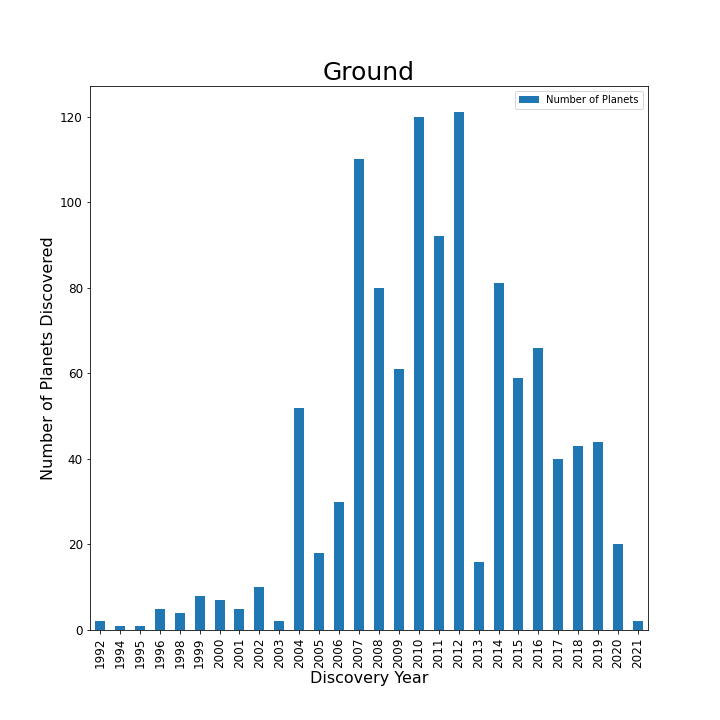 Ground
Number of Planets
120
100
80
60
40
20
0
Number of Planets Discovered
1992 1994 1995 1996 1998 1999 2000 2001 2002 2003 2004 2005 2006 2007 2008 2009 2010 2011 2012 2013 2014 2015 2016 2017 2018 2019 2020 2021
Discovery Year